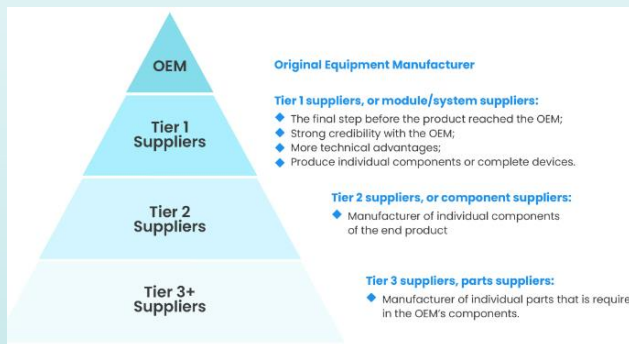 OEM
Original Equipment Manufacturer
Tier 1
Suppliers
Tier 1 suppliers, or module/system suppliers:
The final step before the product reached the OEM;
Strong credibility with the OEM;
More technical advantages;
Produce individual components or complete devices.
Tier 2
Suppliers
Tier 2 suppliers, or component suppliers:
Manufacturer of individual components
of the end product
Tier 3+
Suppliers
Tier 3 suppliers, parts suppliers:
Manufacturer of individual parts that is require
in the OEM's components.